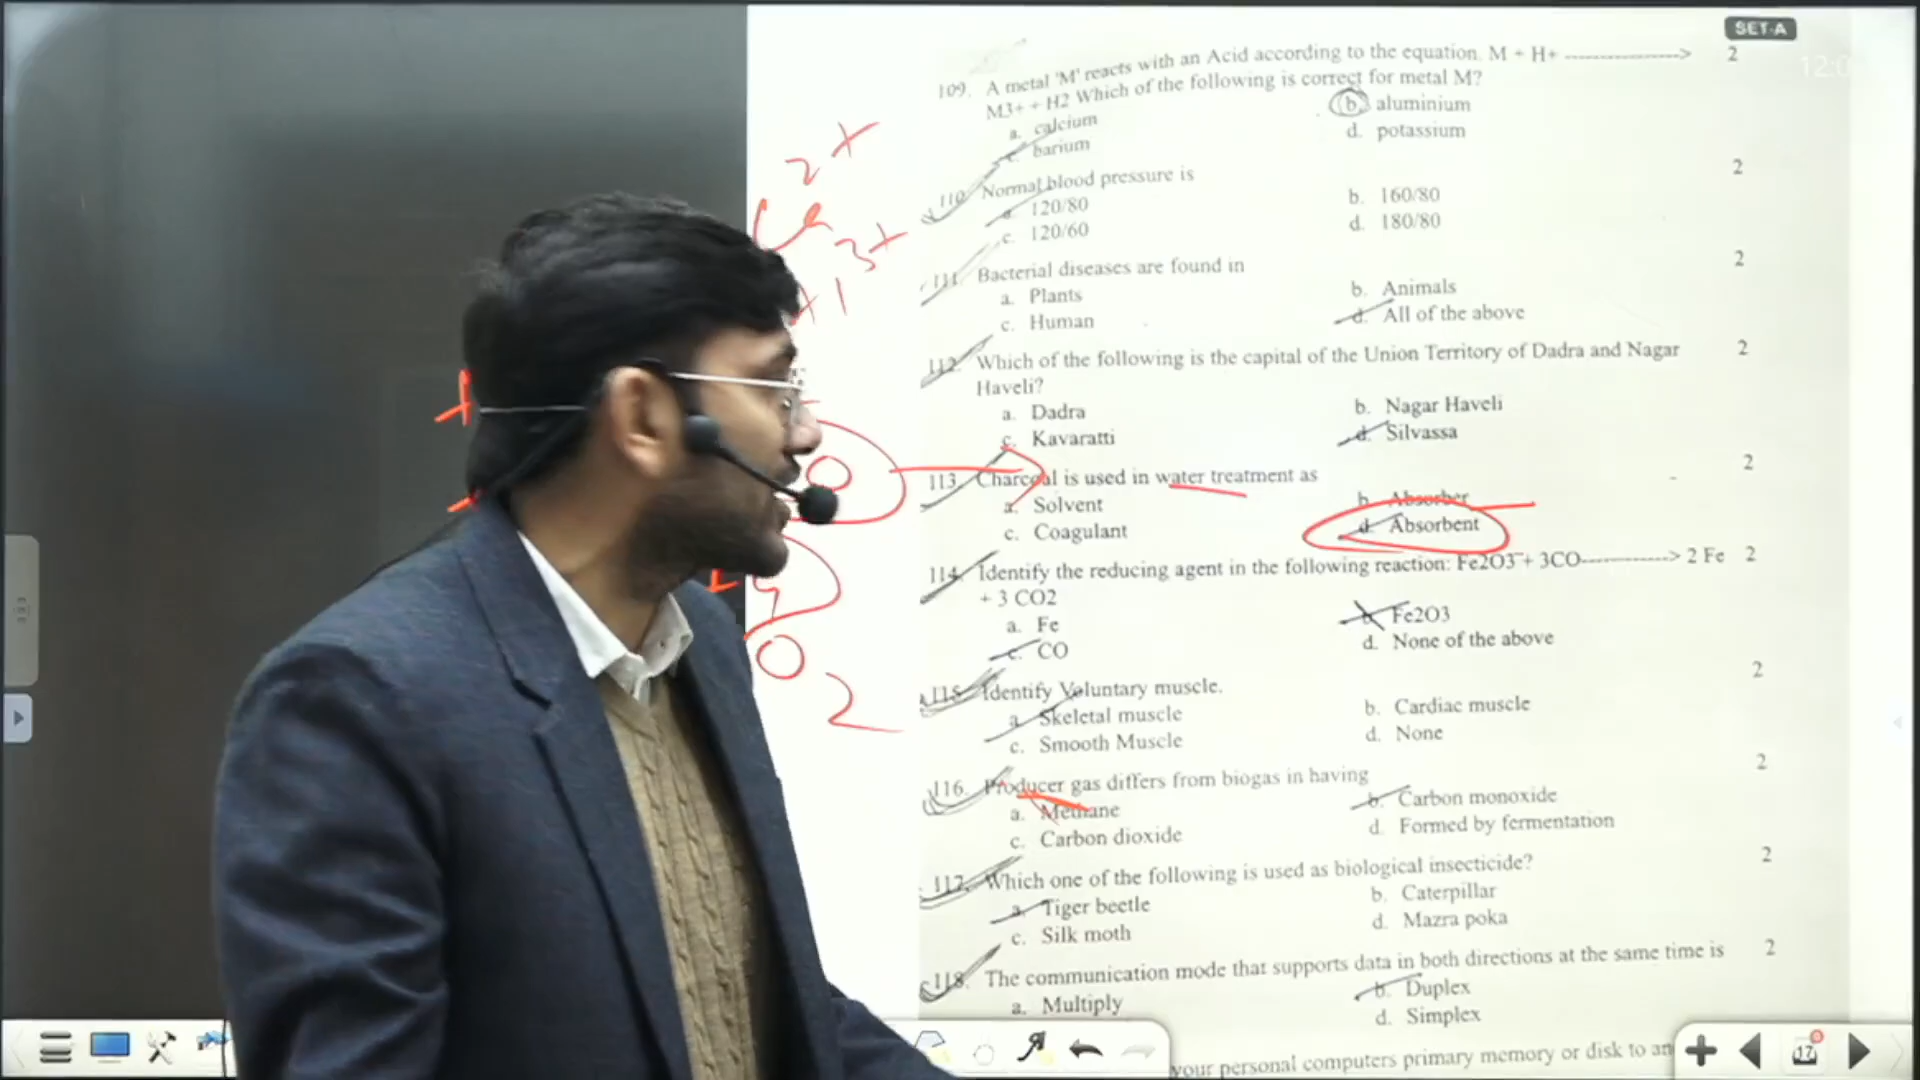 SET-A
12:0
109. A metal 'M' reacts with an Acid according to the equation. M + H+ ------------> 2
M3+ + H2 Which of the following is correct for metal M?
a. calcium b. aluminium
c. barium d. potassium
110. Normal blood pressure is 2
a. 120/80 b. 160/80
c. 120/60 d. 180/80
111. Bacterial diseases are found in 2
a. Plants b. Animals
c. Human d. All of the above
112. Which of the following is the capital of the Union Territory of Dadra and Nagar 2
Haveli?
a. Dadra b. Nagar Haveli
c. Kavaratti d. Silvassa
113. Charcoal is used in water treatment as 2
a. Solvent b. Absorber
c. Coagulant d. Absorbent
114. Identify the reducing agent in the following reaction: Fe2O3 + 3CO------------> 2 Fe 2
+ 3 CO2
a. Fe b. Fe2O3
c. CO d. None of the above
115. Identify Voluntary muscle. 2
a. Skeletal muscle b. Cardiac muscle
c. Smooth Muscle d. None
116. Producer gas differs from biogas in having 2
a. Methane b. Carbon monoxide
c. Carbon dioxide d. Formed by fermentation
117. Which one of the following is used as biological insecticide? 2
a. Tiger beetle b. Caterpillar
c. Silk moth d. Mazra poka
118. The communication mode that supports data in both directions at the same time is 2
a. Multiply b. Duplex
d. Simplex
your personal computers primary memory or disk to an
2+
Ca
3+
O
2
17